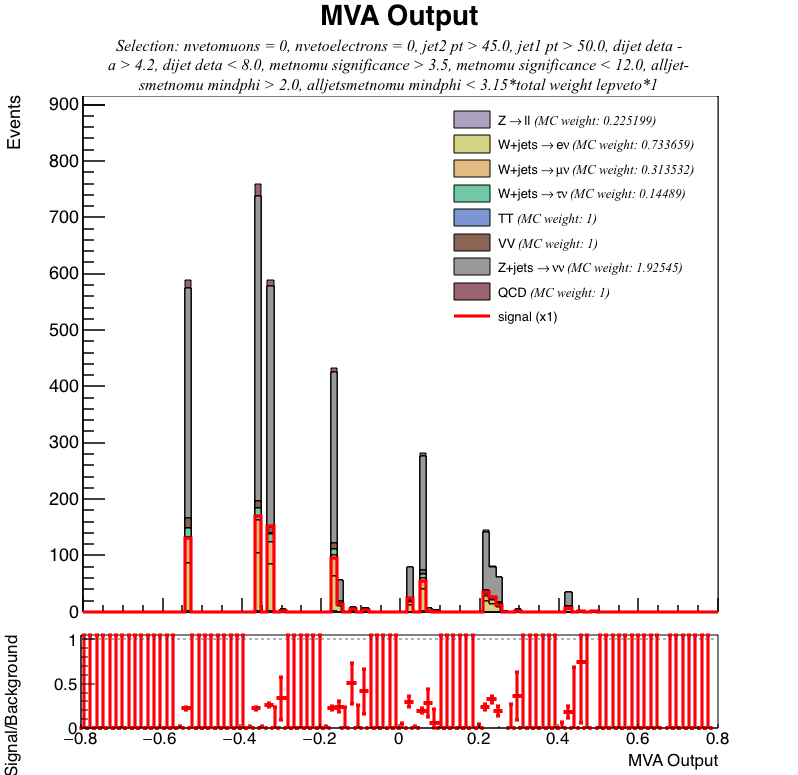 MVA Output
Selection: nvetomuons = 0, nvetoelectrons = 0, jet2 pt > 45.0, jet1 pt > 50.0, dijet deta -
a > 4.2, dijet deta < 8.0, metnomu significance > 3.5, metnomu significance < 12.0, alljet-
smetnomu mindphi > 2.0, alljetsmetnomu mindphi < 3.15*total weight lepveto*1
Events
900
800
700
600
500
400
300
200
100
0
Z→ll (MC weight: 0.225199)
W+jets→eν (MC weight: 0.733659)
W+jets→μν (MC weight: 0.313532)
W+jets→τν (MC weight: 0.14489)
TT (MC weight: 1)
VV (MC weight: 1)
Z+jets→νν (MC weight: 1.92545)
QCD (MC weight: 1)
signal (x1)
Signal/Background
1
0.5
0
−0.8 −0.6 −0.4 −0.2 0 0.2 0.4 0.6 0.8
MVA Output